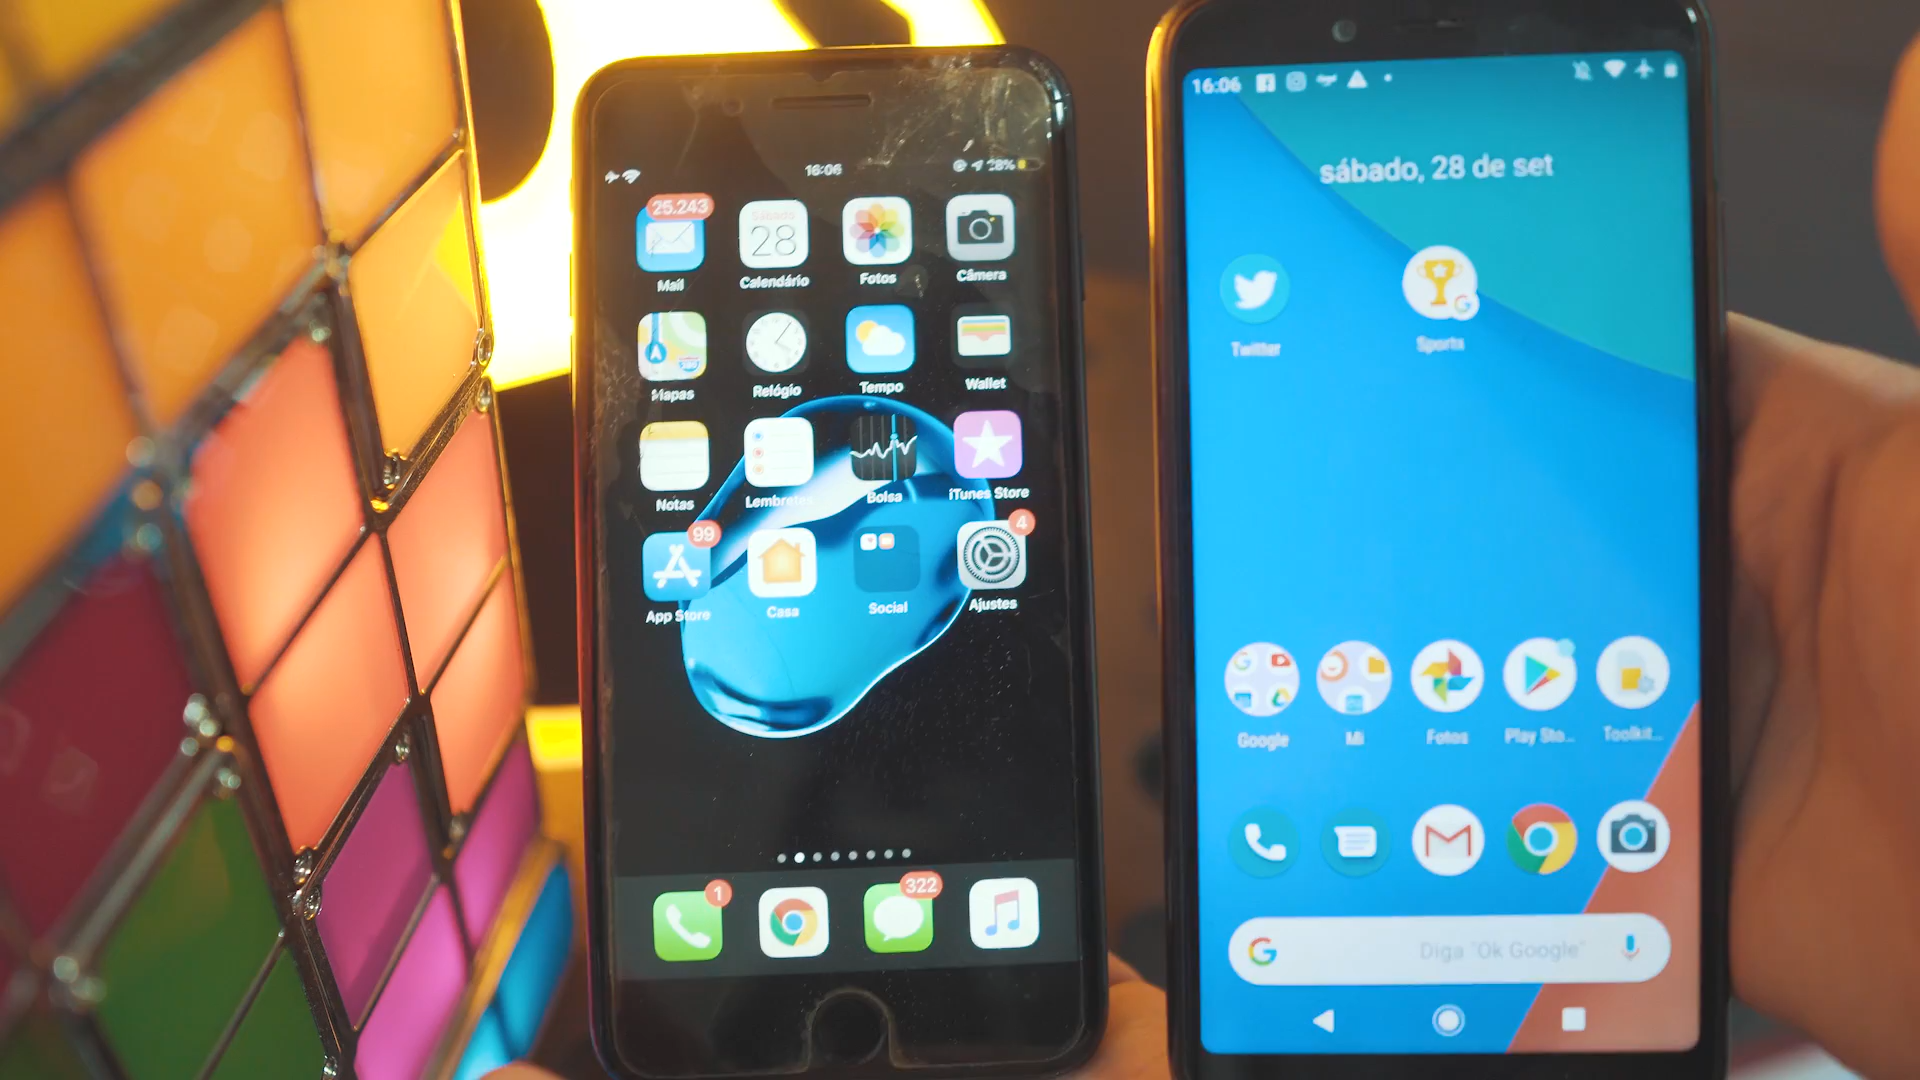 16:06
28%
25.243
Sábado
28
Mail
Calendário
Fotos
Câmera
Mapas
Relógio
Tempo
Wallet
Notas
Lembretes
Bolsa
iTunes Store
99
4
App Store
Casa
Social
Ajustes
1
322
16:06
sábado, 28 de set
Twitter
Sports
Google
Mi
Fotos
Play Sto...
Toolkit...
Diga "Ok Google"